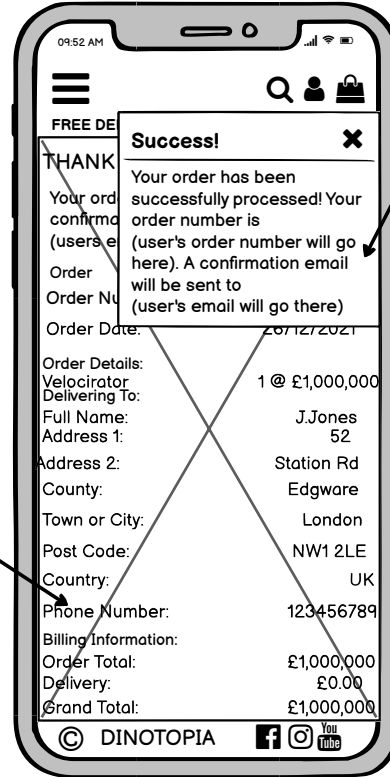 09:52 AM
FREE DE
Success!
Your order has been
successfully processed! Your
order number is
(user's order number will go
here). A confirmation email
will be sent to
(user's email will go there)
THANK
Your ord
confirma
(users e
Order
Order Nu
Order Date: 26/12/2021
Order Details:
Velocirator 1 @ £1,000,000
Delivering To:
Full Name: J.Jones
Address 1: 52
Address 2: Station Rd
County: Edgware
Town or City: London
Post Code: NW1 2LE
Country: UK
Phone Number: 123456789
Billing Information:
Order Total: £1,000,000
Delivery: £0.00
Grand Total: £1,000,000
© DINOTOPIA
You
Tube